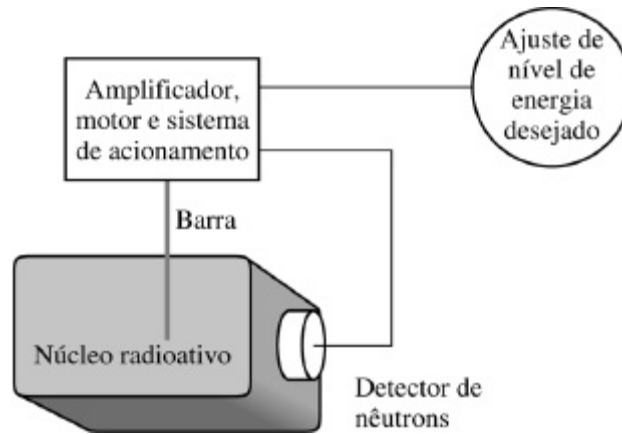 Amplificador,
motor e sistema
de acionamento
Ajuste de
nível de
energia
desejado
Barra
Núcleo radioativo
Detector de
nêutrons